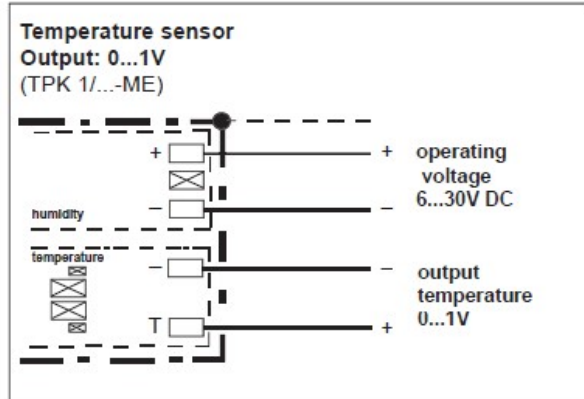 Temperature sensor
Output: 0...1V
(TPK 1/...-ME)
+ + operating
voltage
6...30V DC
humidity − −
temperature
− − output
temperature
0...1V
T +